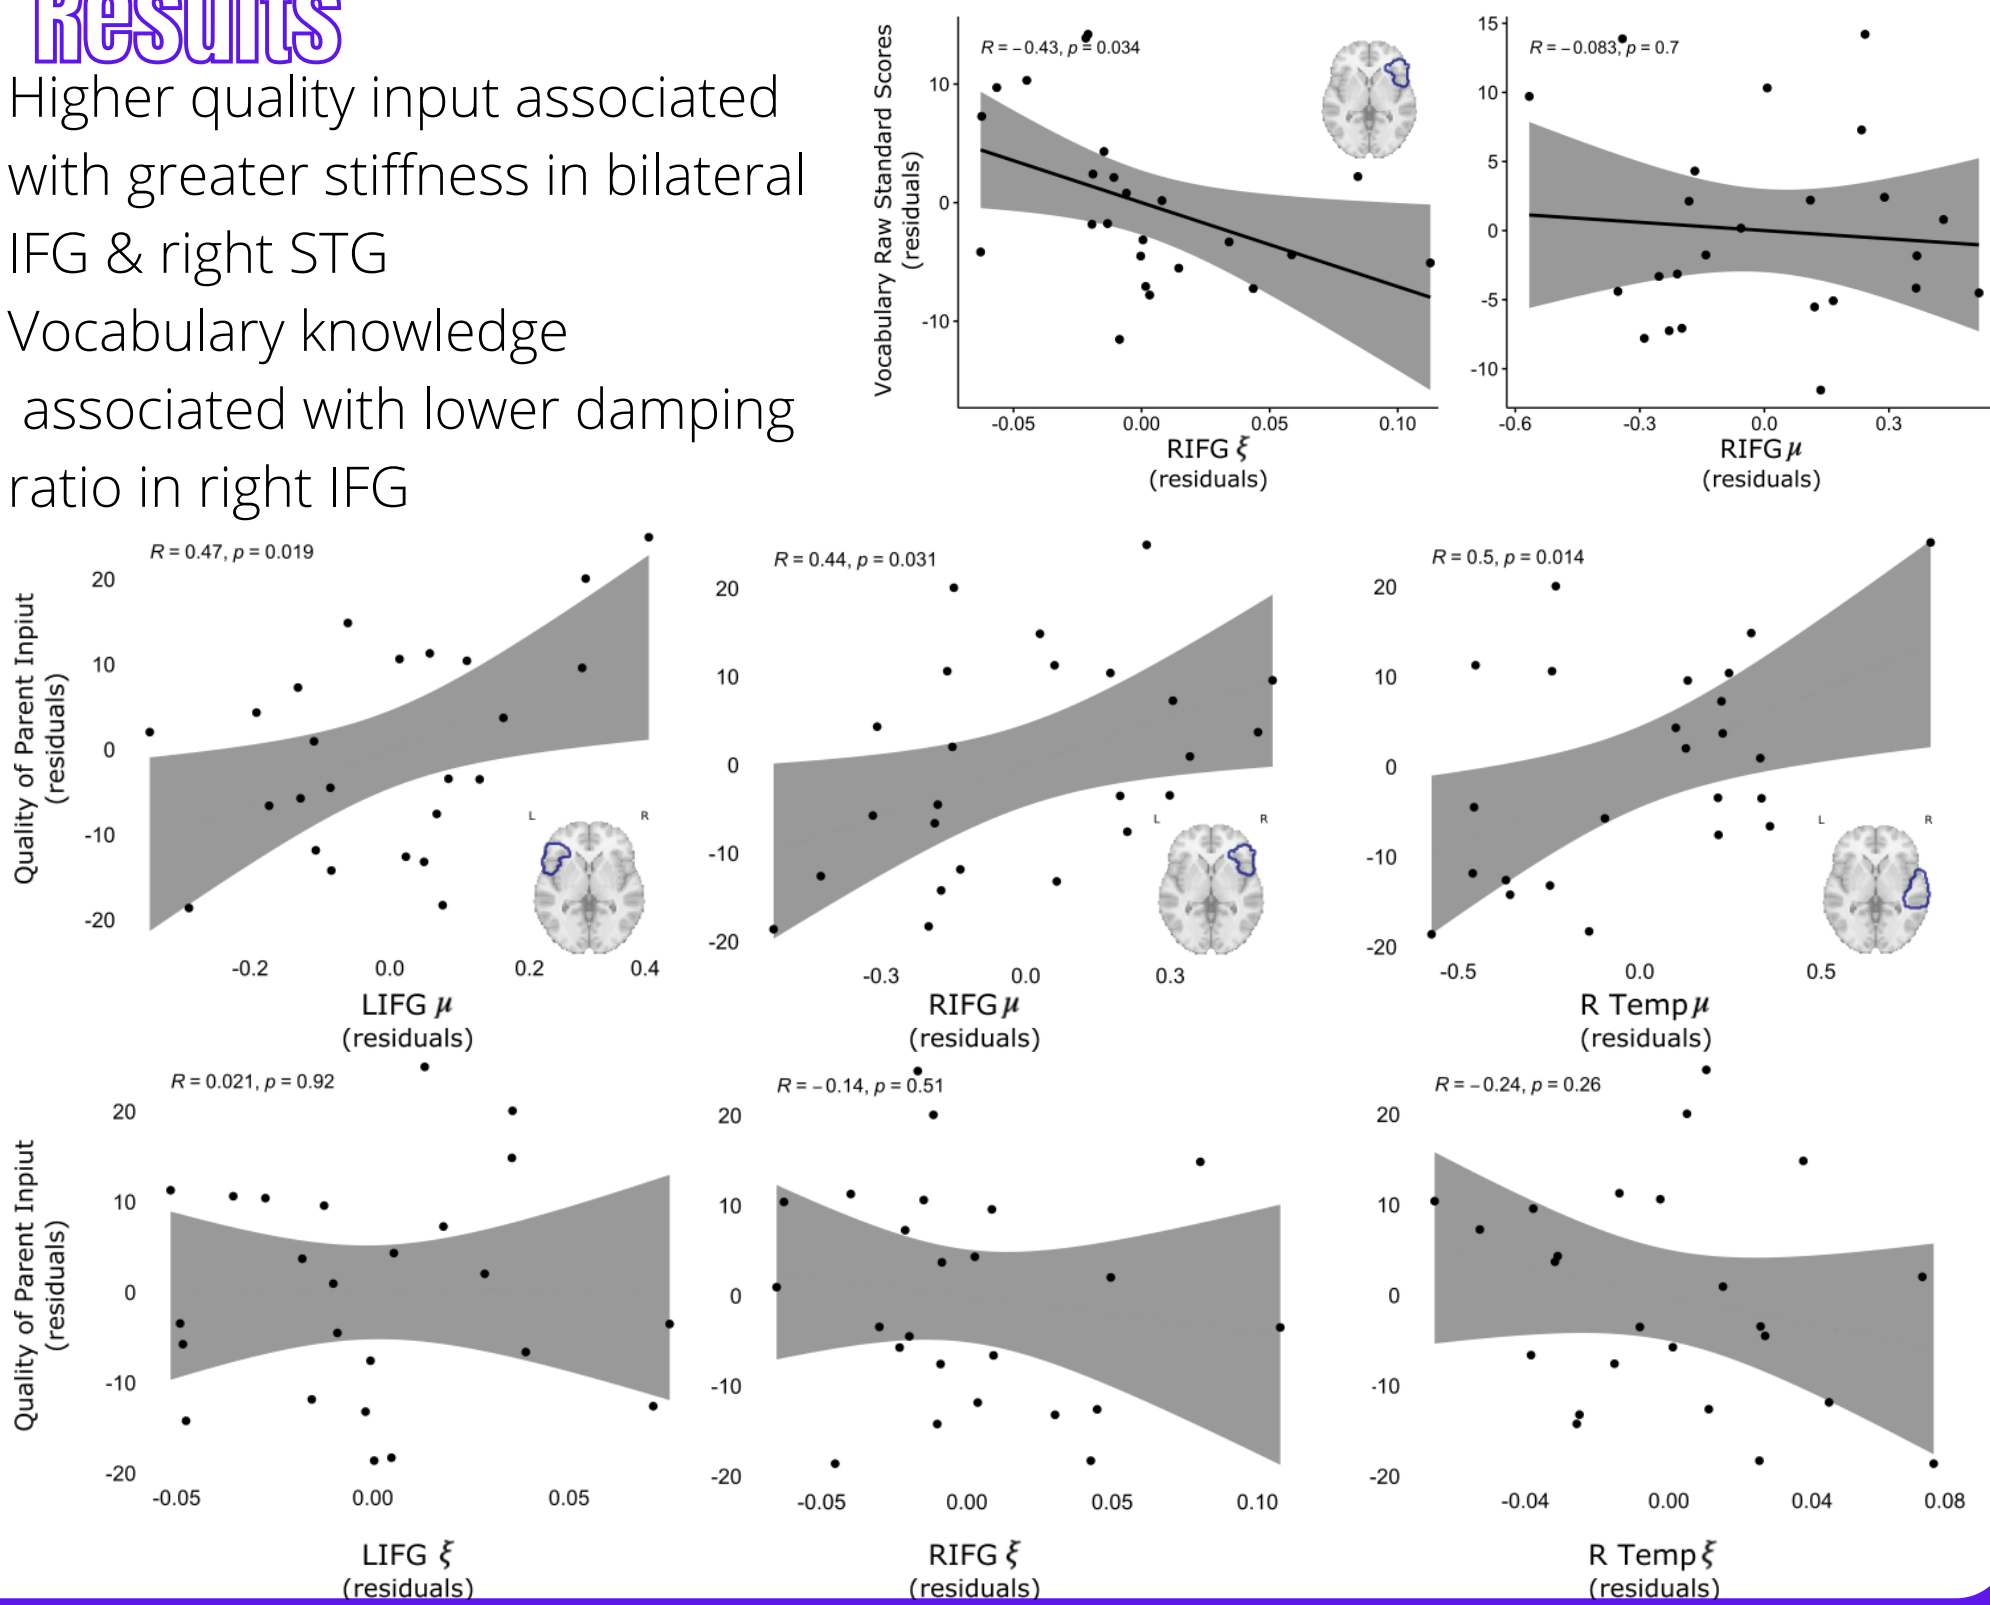 Results
Higher quality input associated
with greater stiffness in bilateral
IFG & right STG
Vocabulary knowledge
associated with lower damping
ratio in right IFG
Vocabulary Raw Standard Scores
(residuals)
R = −0.43, p = 0.034
10
0
-10
-0.05 0.00 0.05 0.10
RIFG ξ
(residuals)
R = −0.083, p = 0.7
15
10
5
0
-5
-10
-0.6 -0.3 0.0 0.3
RIFG μ
(residuals)
Quality of Parent Inpiut
(residuals)
R = 0.47, p = 0.019
20
10
0
-10
-20
L R
-0.2 0.0 0.2 0.4
LIFG μ
(residuals)
R = 0.44, p = 0.031
20
10
0
-10
-20
L R
-0.3 0.0 0.3
RIFG μ
(residuals)
R = 0.5, p = 0.014
20
10
0
-10
-20
L R
-0.5 0.0 0.5
R Temp μ
(residuals)
Quality of Parent Inpiut
(residuals)
R = 0.021, p = 0.92
20
10
0
-10
-20
-0.05 0.00 0.05
LIFG ξ
(residuals)
R = −0.14, p = 0.51
20
10
0
-10
-20
-0.05 0.00 0.05 0.10
RIFG ξ
(residuals)
R = −0.24, p = 0.26
20
10
0
-10
-20
-0.04 0.00 0.04 0.08
R Temp ξ
(residuals)